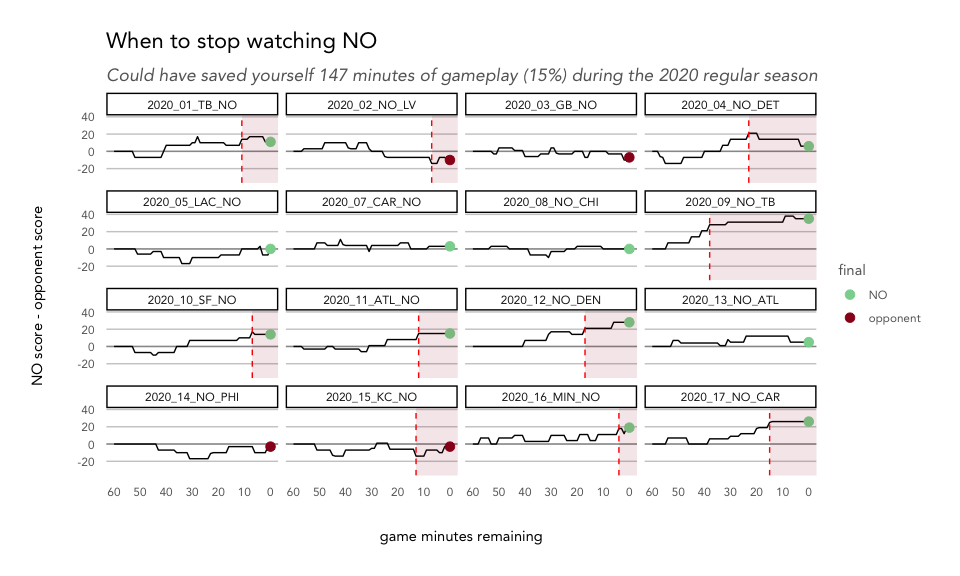 When to stop watching NO
Could have saved yourself 147 minutes of gameplay (15%) during the 2020 regular season
2020_01_TB_NO 2020_02_NO_LV 2020_03_GB_NO 2020_04_NO_DET
40
20
0
-20
2020_05_LAC_NO 2020_07_CAR_NO 2020_08_NO_CHI 2020_09_NO_TB
40
20
0
-20
2020_10_SF_NO 2020_11_ATL_NO 2020_12_NO_DEN 2020_13_NO_ATL
40
20
0
-20
2020_14_NO_PHI 2020_15_KC_NO 2020_16_MIN_NO 2020_17_NO_CAR
40
20
0
-20
60 50 40 30 20 10 0 60 50 40 30 20 10 0 60 50 40 30 20 10 0 60 50 40 30 20 10 0
game minutes remaining
NO score - opponent score
final
NO
opponent